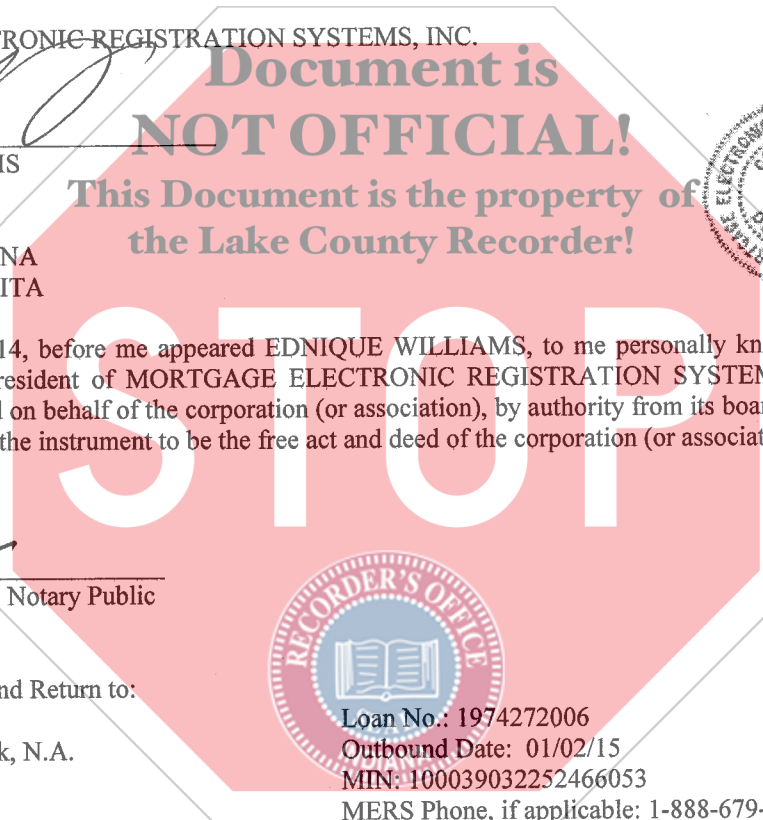 TRONIC REGISTRATION SYSTEMS, INC.
Document is
NOT OFFICIAL!
IS
This Document is the property of
the Lake County Recorder!
NA
ITA
14, before me appeared EDNIQUE WILLIAMS, to me personally kn
resident of MORTGAGE ELECTRONIC REGISTRATION SYSTEM
l on behalf of the corporation (or association), by authority from its boa
the instrument to be the free act and deed of the corporation (or associat
STOP
Notary Public
RECORDER'S OFFICE
INDIANA
nd Return to:
k, N.A.
Loan No.: 1974272006
Outbound Date: 01/02/15
MIN: 100039032252466053
MERS Phone, if applicable: 1-888-679-
ELECTRONIC